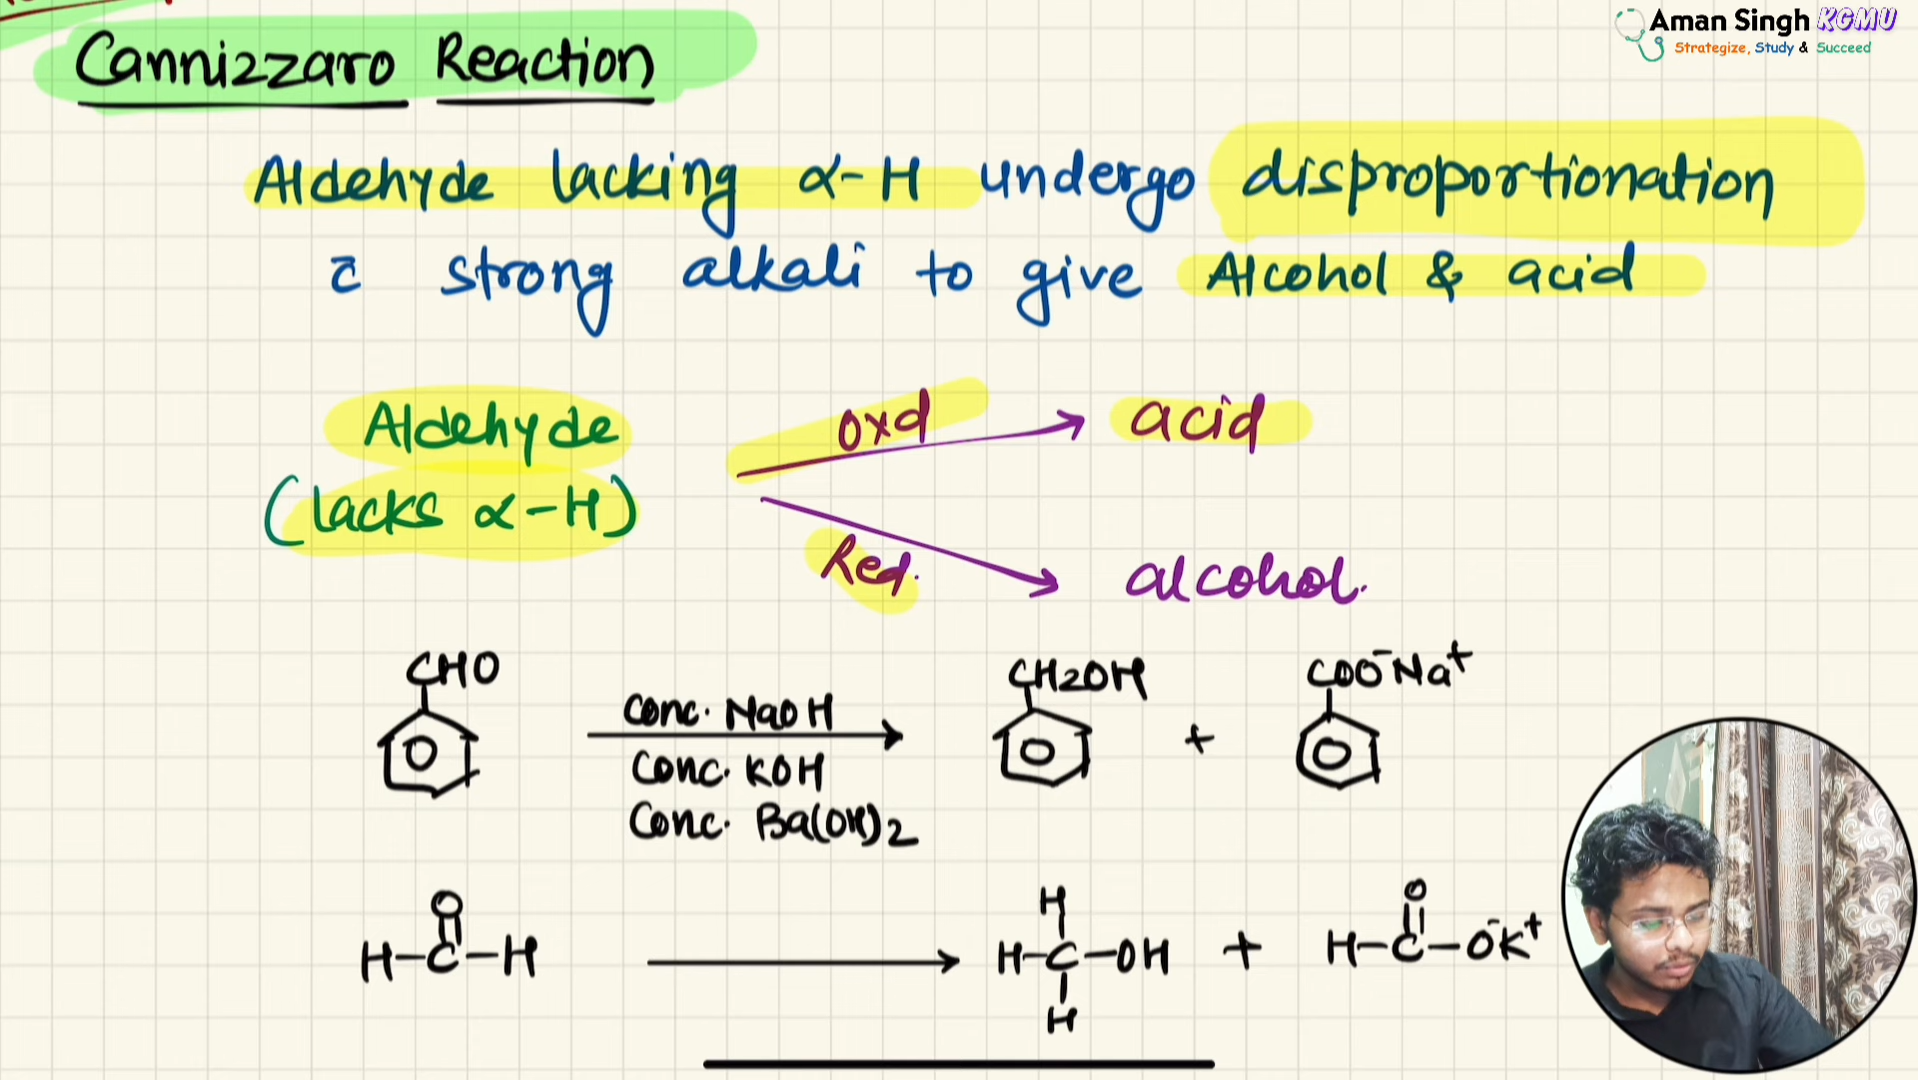 Aman Singh KGMU
Strategize, Study & Succeed
Cannizzaro Reaction
Aldehyde lacking α-H undergo disproportionation
c̄ strong alkali to give Alcohol & acid
Aldehyde
(lacks α-H)
oxd
acid
Red.
alcohol.
CHO
Conc. NaOH
Conc. KOH
Conc. Ba(OH)2
CH2OH
+
COO⁻Na⁺
O
H-C-H
H
H-C-OH
H
+
O
H-C-O⁻K⁺